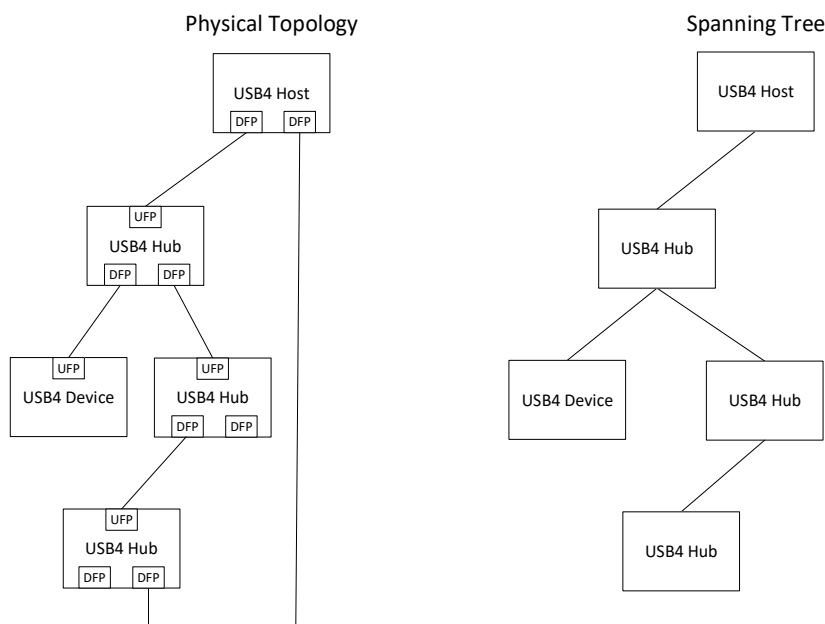 Physical Topology
Spanning Tree
USB4 Host
DFP DFP
USB4 Host
UFP
USB4 Hub
DFP DFP
USB4 Hub
UFP
USB4 Device
UFP
USB4 Hub
DFP DFP
USB4 Device
USB4 Hub
UFP
USB4 Hub
DFP DFP
USB4 Hub